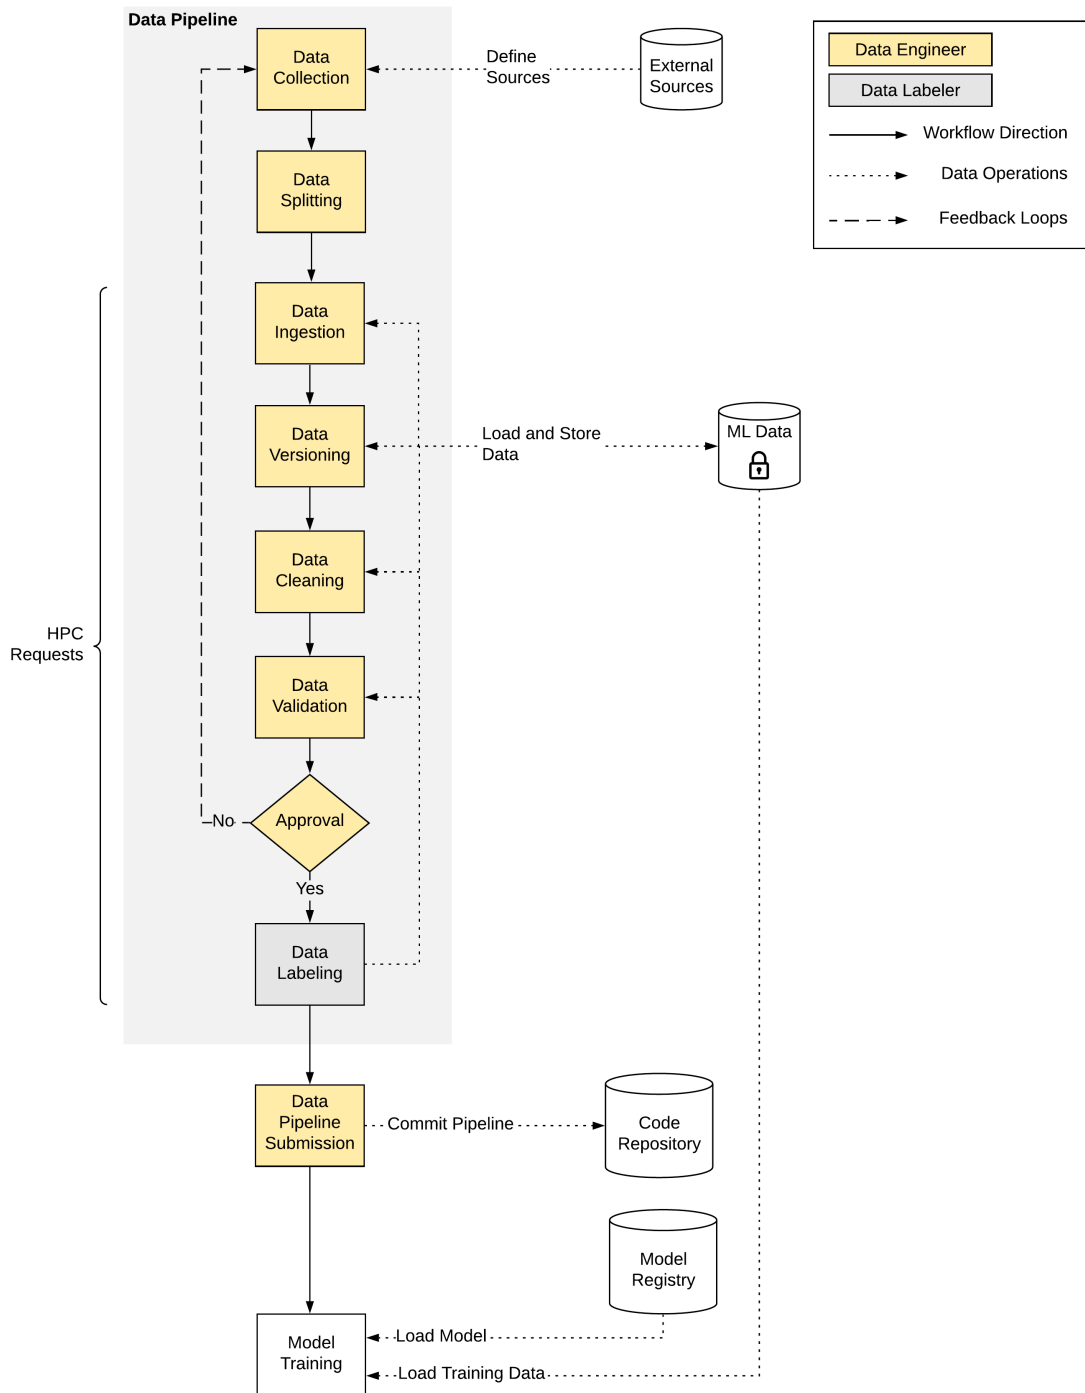 Data Pipeline
Data
Collection
Define
Sources
External
Sources
Data Engineer
Data Labeler
Workflow Direction
Data Operations
Feedback Loops
Data
Splitting
Data
Ingestion
Data
Versioning
Load and Store
Data
ML Data
Data
Cleaning
HPC
Requests
Data
Validation
Approval
No
Yes
Data
Labeling
Data
Pipeline
Submission
Commit Pipeline
Code
Repository
Model
Registry
Model
Training
Load Model
Load Training Data